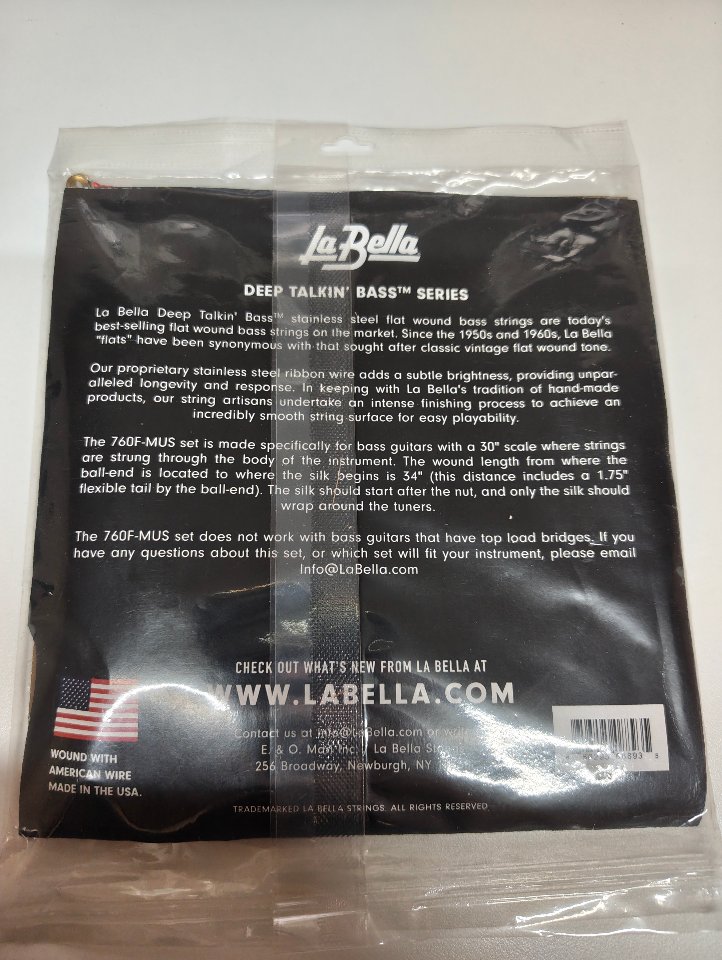 La Bella
DEEP TALKIN' BASS™ SERIES
La Bella Deep Talkin' Bass™ stainless steel flat wound bass strings are today's
best-selling flat wound bass strings on the market. Since the 1950s and 1960s, La Bella
"flats" have been synonymous with that sought after classic vintage flat wound tone.
Our proprietary stainless steel ribbon wire adds a subtle brightness, providing unpar-
alleled longevity and response. In keeping with La Bella's tradition of hand-made
products, our string artisans undertake an intense finishing process to achieve an
incredibly smooth string surface for easy playability.
The 760F-MUS set is made specifically for bass guitars with a 30" scale where strings
are strung through the body of the instrument. The wound length from where the
ball-end is located to where the silk begins is 34" (this distance includes a 1.75"
flexible tail by the ball-end). The silk should start after the nut, and only the silk should
wrap around the tuners.
The 760F-MUS set does not work with bass guitars that have top load bridges. If you
have any questions about this set, or which set will fit your instrument, please email
Info@LaBella.com
CHECK OUT WHAT'S NEW FROM LA BELLA AT
WWW.LABELLA.COM
Contact us at info@LaBella.com or
E. & O. Mari, Inc. / La Bella
256 Broadway, Newburgh, NY
WOUND WITH
AMERICAN WIRE
MADE IN THE USA.
TRADEMARKED LA BELLA STRINGS. ALL RIGHTS RESERVED